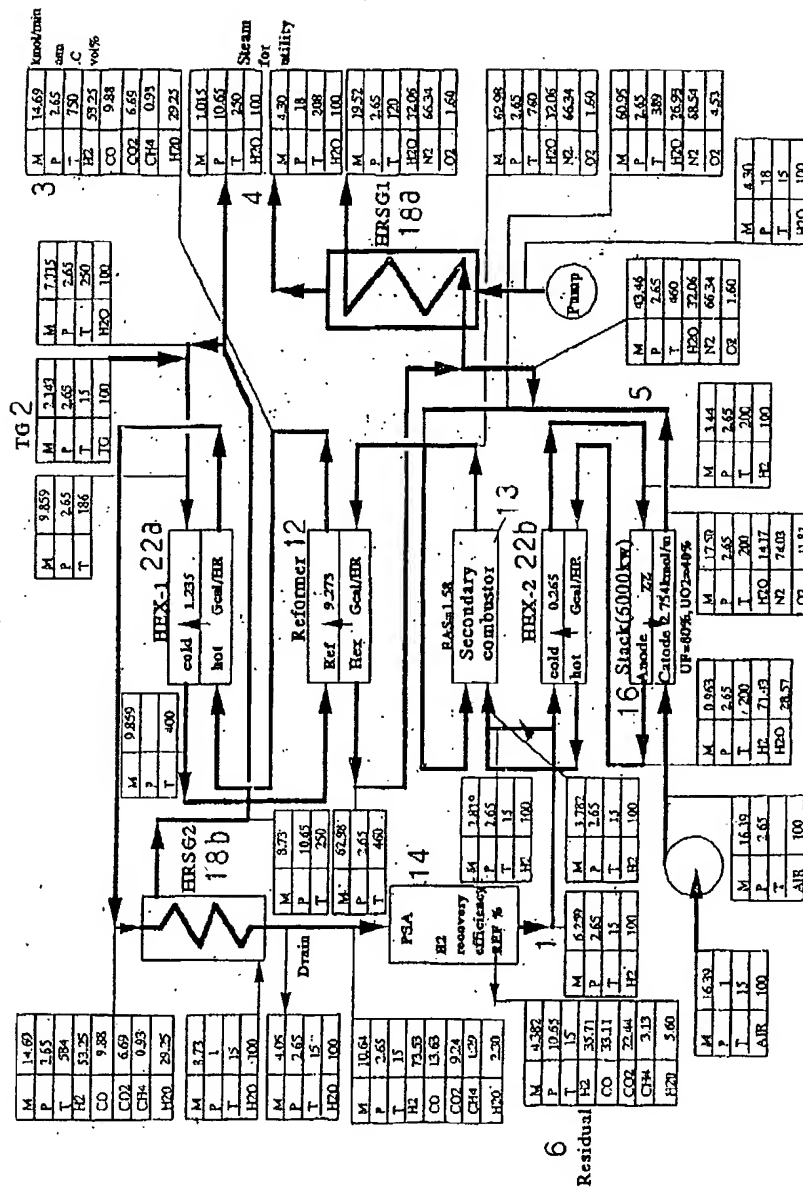 M 14.69 kmol/min
P 2.65 atm
T 750 .C
H2 53.25 vol%
CO 9.88
CO2 6.69
CH4 0.93
H2O 29.25
3
M 1.015
P 10.65
T 250
H2O 100
Steam for utility
M 4.30
P 18
T 208
H2O 100
4
M 19.52
P 2.65
T 120
H2O 32.06
N2 66.34
O2 1.60
M 62.98
P 2.65
T 760
H2O 32.06
N2 66.34
O2 1.60
M 60.95
P 2.65
T 389
H2O 26.93
N2 68.54
O2 4.53
M 4.30
P 18
T 15
H2O 100
M 7.715
P 2.65
T 250
H2O 100
TG 2
M 2.143
P 2.65
T 15
TG 100
M 9.859
P 2.65
T 186
HRSG1
18a
Pump
M 43.46
P 2.65
T 460
H2O 32.06
N2 66.34
O2 1.60
HEX-1 22a
cold 1.235
hot Gcal/HR
Reformer 12
Ref 9.273
Hex Gcal/HR
RAS=1.58
Secondary
combustor
13
HEX-2 22b
cold 0.265
hot Gcal/HR
5
M 3.44
P 2.65
T 200
H2 100
16 Stack(6000kw)
Anode ZZ
Catode 2.754kmol/m
UF=80%, UO2=40%
M 17.50
P 2.65
T 200
H2O 14.17
N2 74.03
O2
M 0.963
P 2.65
T 200
H2 71.43
H2O 28.57
M 9.859
P
T 400
HRSG2
18b
M 8.73
P 10.65
T 250
M 62.98
P 2.65
T 460
M 2.819
P 2.65
T 15
H2 100
M 3.782
P 2.65
T 15
H2 100
14
PSA
H2
recovery
efficiency
REF %
Drain
1
M 6.259
P 2.65
T 15
H2 100
M 16.39
P 2.65
T
AIR 100
M 16.39
P 1
T 15
AIR 100
M 14.69
P 2.65
T 584
H2 53.25
CO 9.88
CO2 6.69
CH4 0.93
H2O 29.25
M 8.73
P 1
T 15
H2O 100
M 4.05
P 2.65
T 15
H2O 100
M 10.64
P 2.65
T 15
H2 73.53
CO 13.63
CO2 9.24
CH4 1.29
H2O 2.30
M 4.382
P 10.65
T 15
H2 35.71
CO 33.11
CO2 22.44
CH4 3.13
H2O 5.60
6
Residual